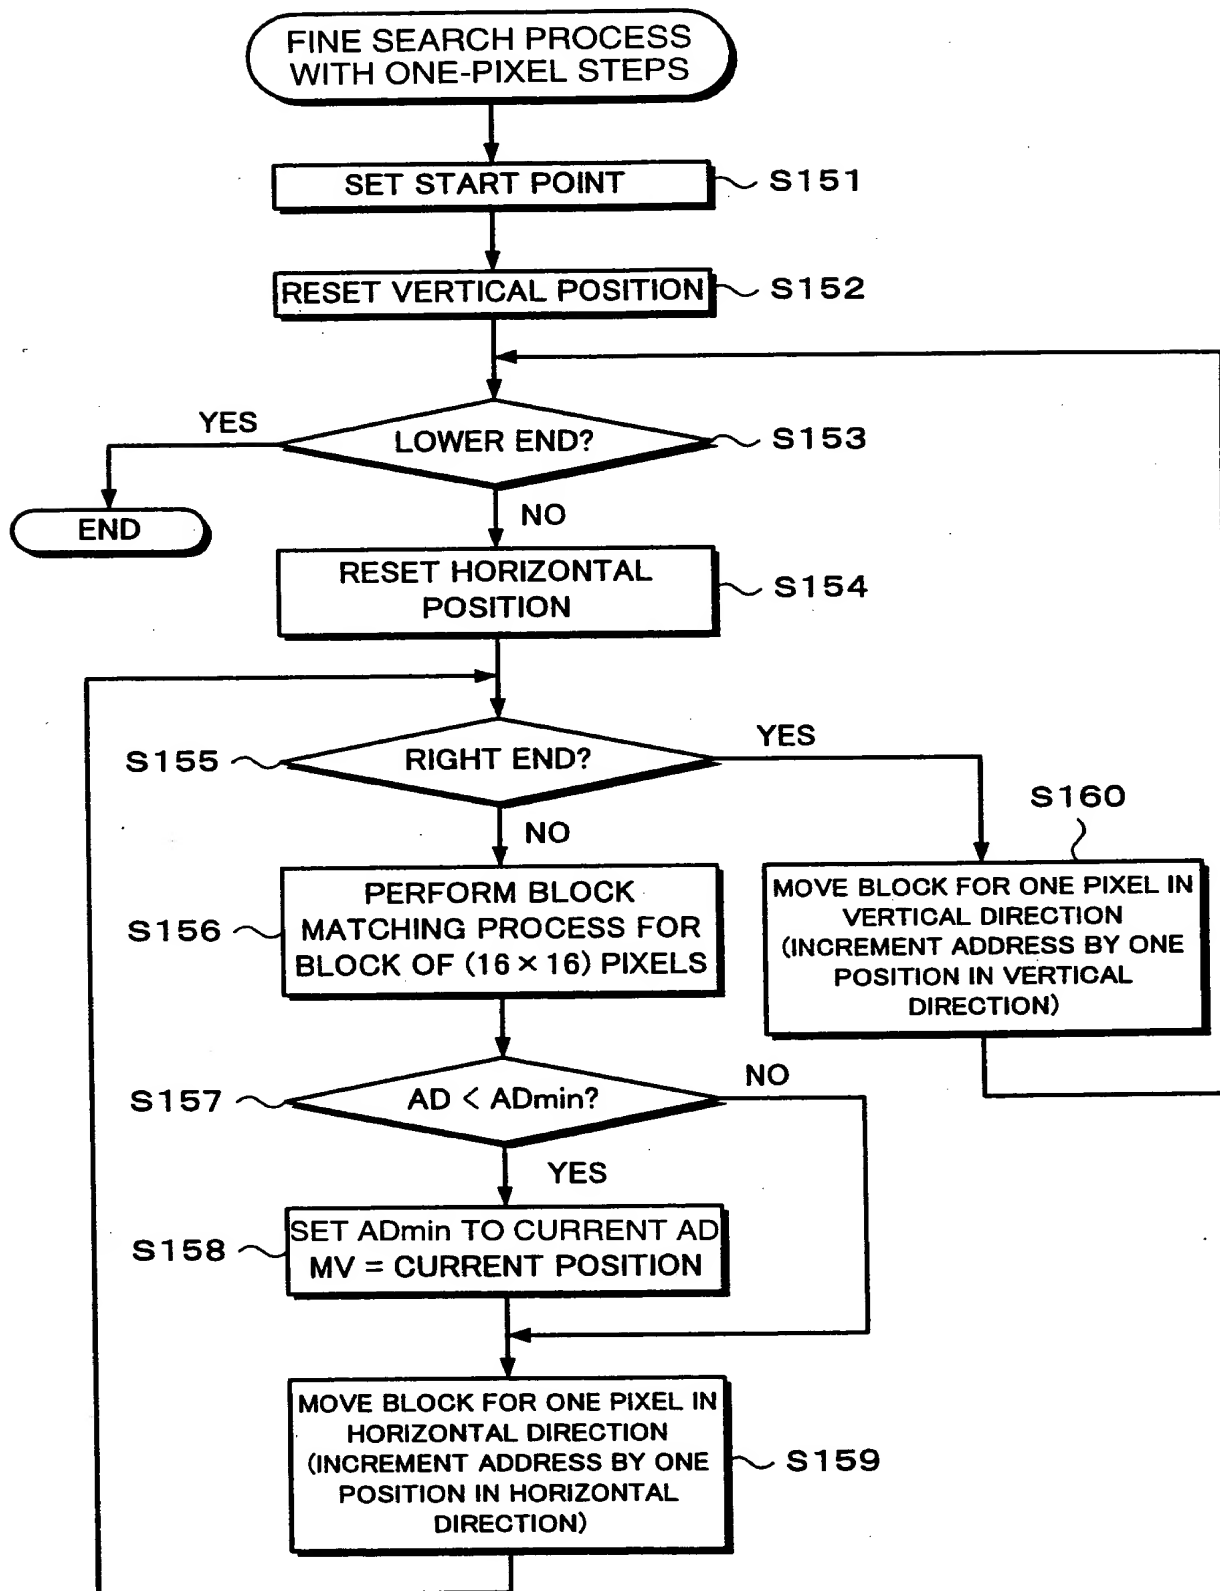 FINE SEARCH PROCESS
WITH ONE-PIXEL STEPS
SET START POINT
S151
RESET VERTICAL POSITION
S152
YES
LOWER END?
S153
END
NO
RESET HORIZONTAL
POSITION
S154
S155
RIGHT END?
YES
NO
S160
PERFORM BLOCK
MATCHING PROCESS FOR
BLOCK OF (16 × 16) PIXELS
S156
MOVE BLOCK FOR ONE PIXEL IN
VERTICAL DIRECTION
(INCREMENT ADDRESS BY ONE
POSITION IN VERTICAL
DIRECTION)
S157
AD < ADmin?
NO
YES
S158
SET ADmin TO CURRENT AD
MV = CURRENT POSITION
MOVE BLOCK FOR ONE PIXEL IN
HORIZONTAL DIRECTION
(INCREMENT ADDRESS BY ONE
POSITION IN HORIZONTAL
DIRECTION)
S159